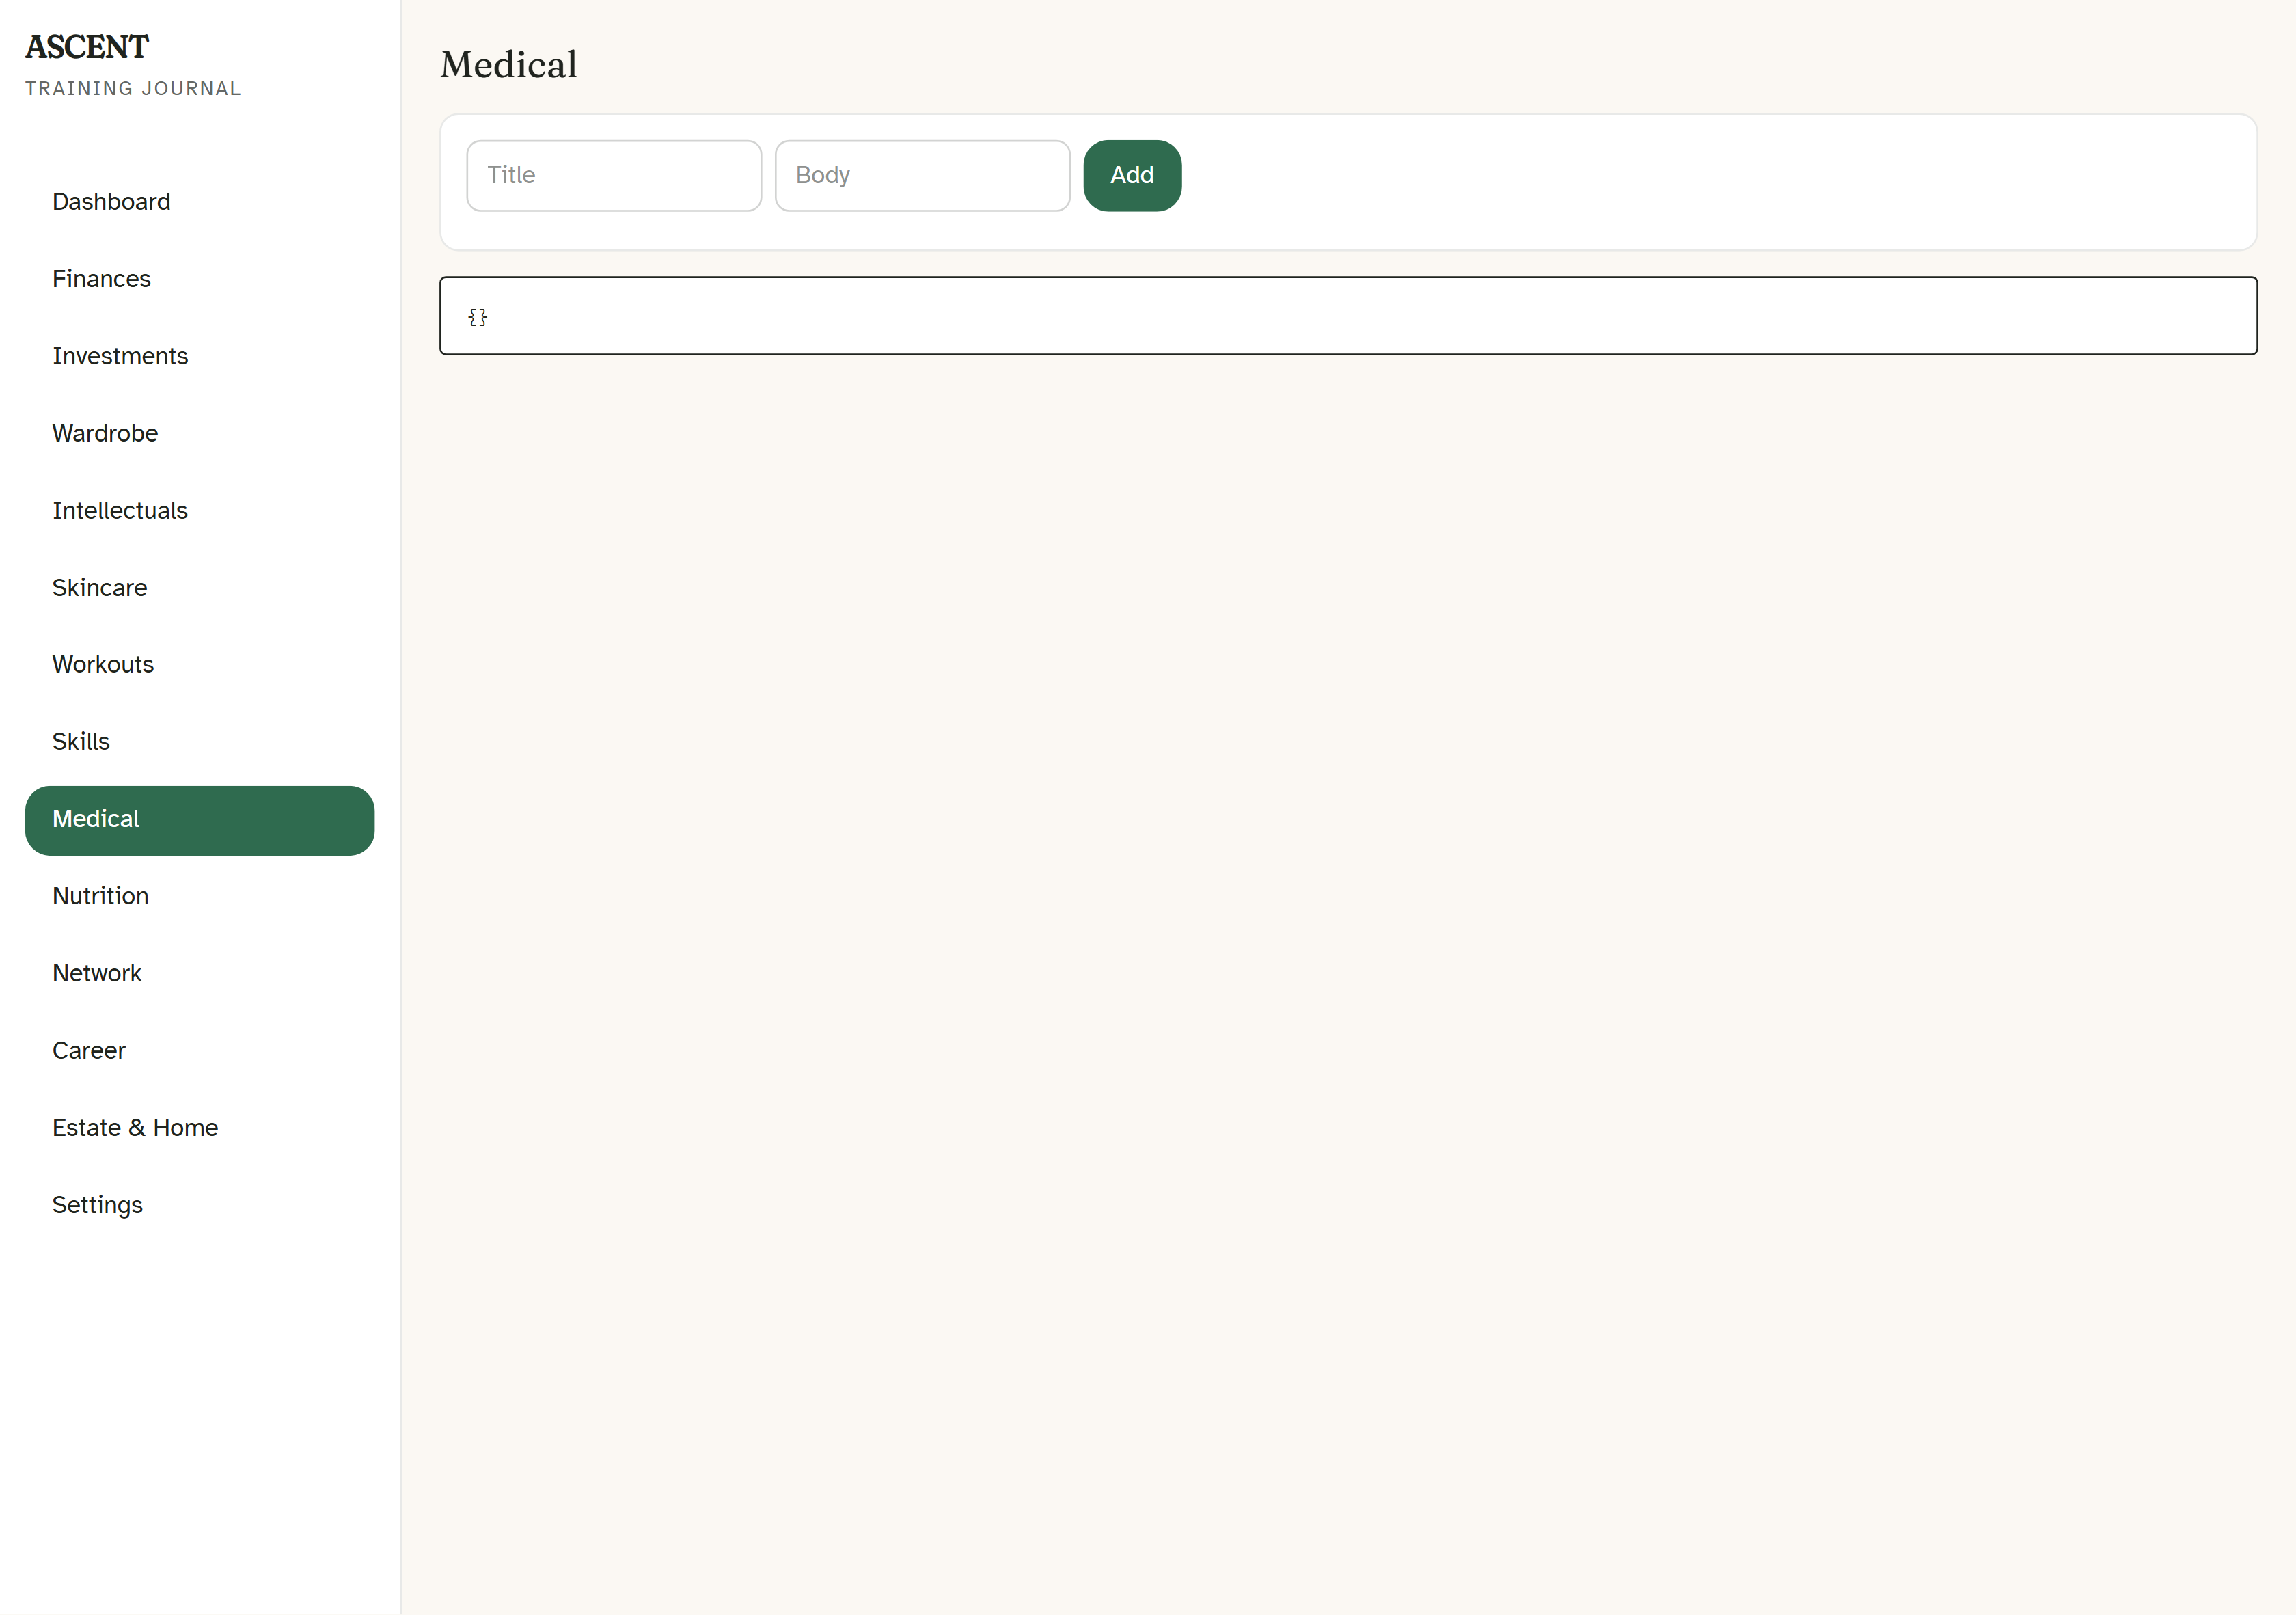 ASCENT
TRAINING JOURNAL
Dashboard
Finances
Investments
Wardrobe
Intellectuals
Skincare
Workouts
Skills
Medical
Nutrition
Network
Career
Estate & Home
Settings
Medical
Title Body Add
{}